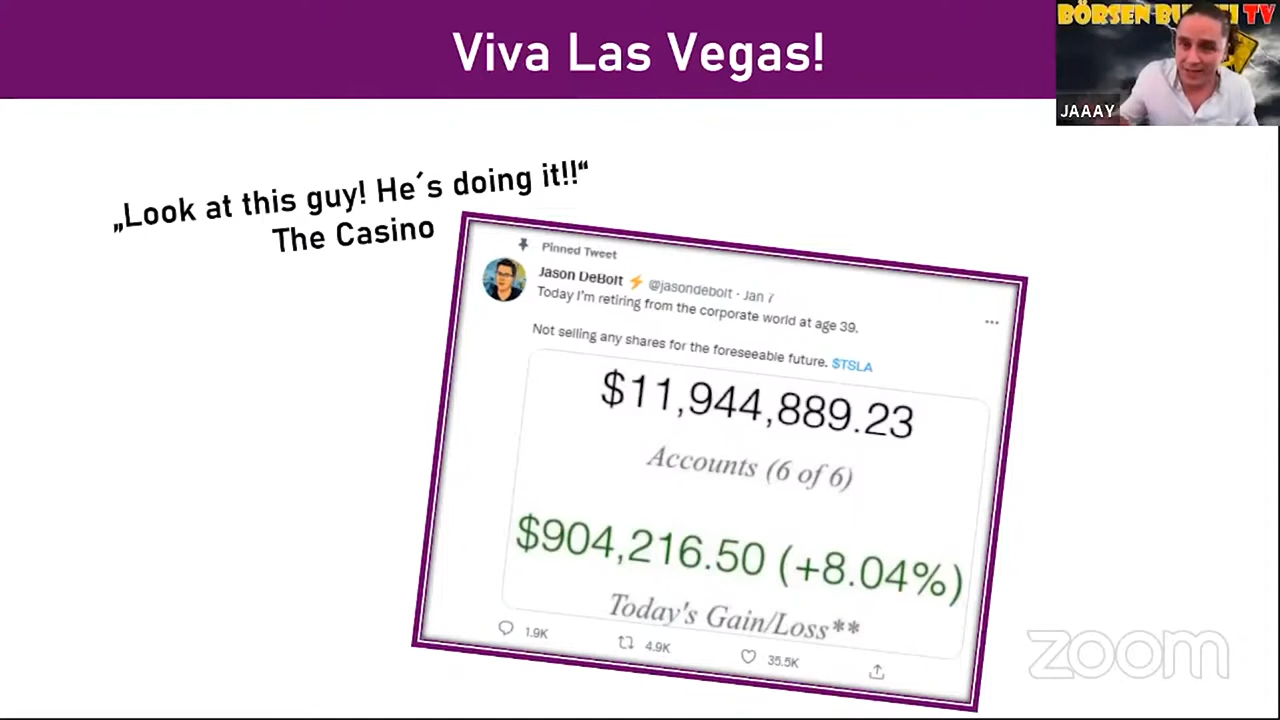 Viva Las Vegas!
BÖRSEN TV
JAAAY
„Look at this guy! He´s doing it!!“
The Casino
Pinned Tweet
Jason DeBolt ⚡ @jasondebolt · Jan 7
Today I'm retiring from the corporate world at age 39.
Not selling any shares for the foreseeable future. $TSLA
$11,944,889.23
Accounts (6 of 6)
$904,216.50 (+8.04%)
Today's Gain/Loss**
1.9K 4.9K 35.5K
zoom